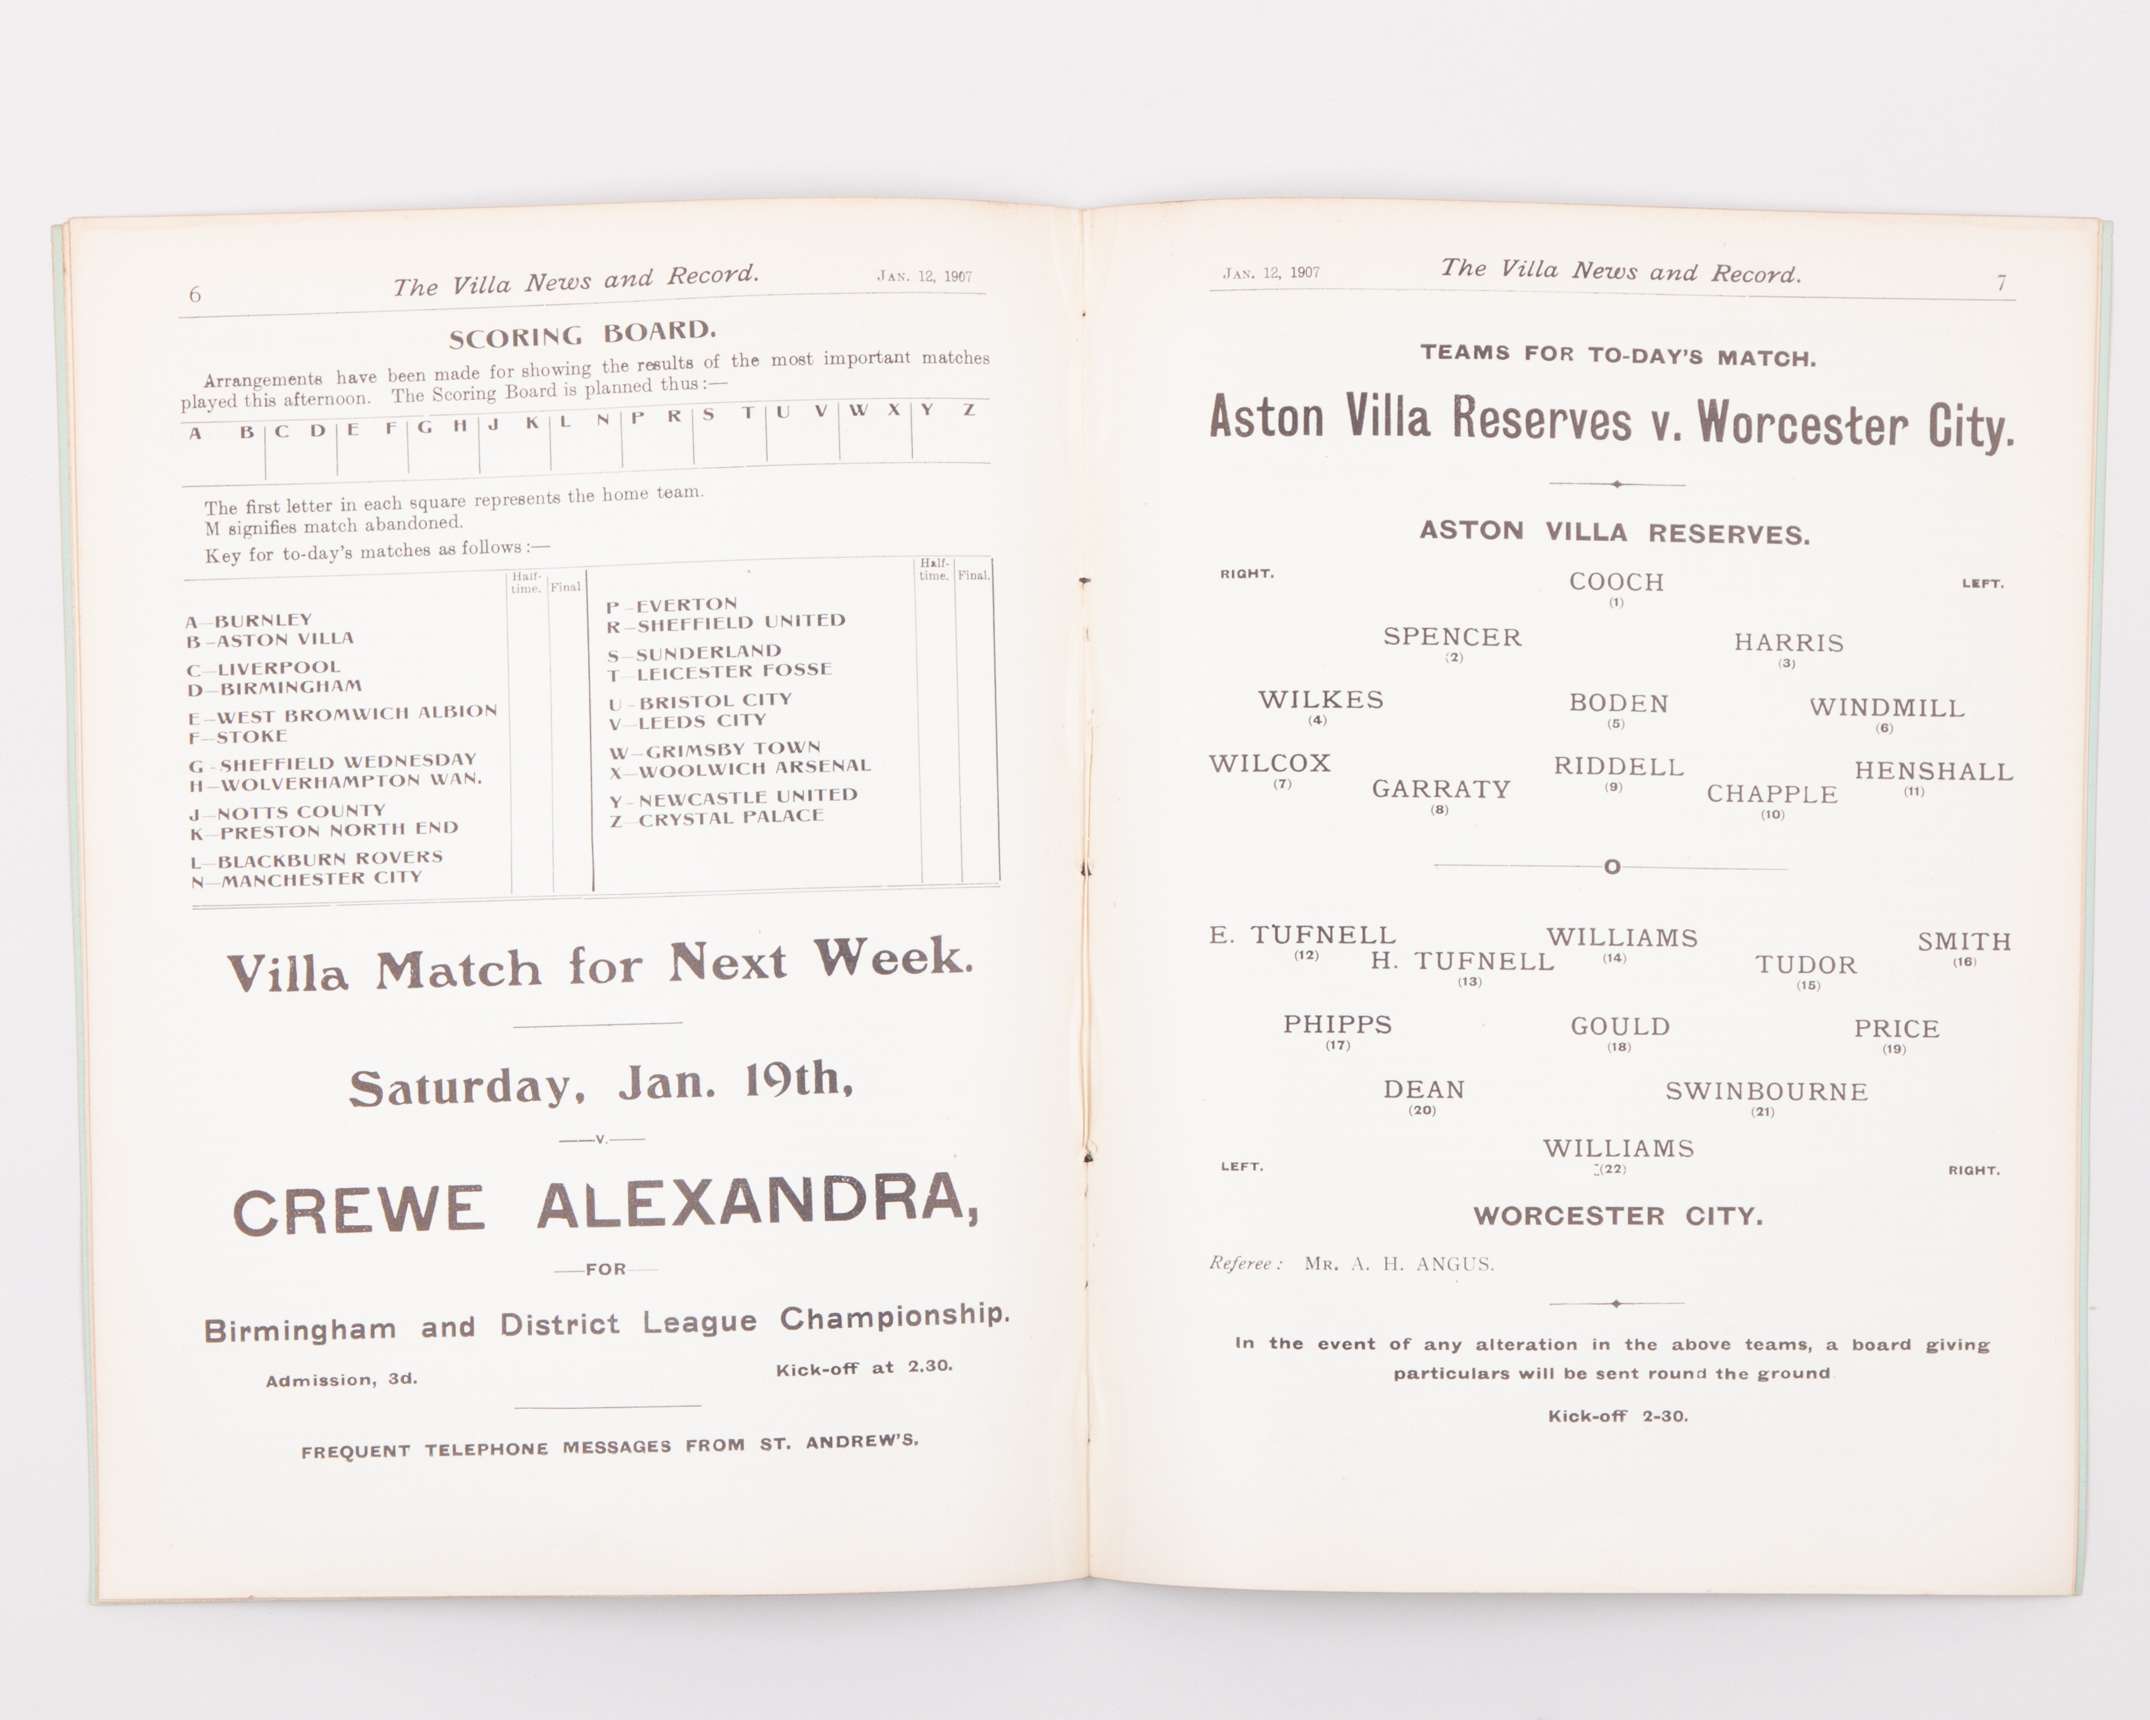 6 The Villa News and Record. JAN. 12, 1907
SCORING BOARD.
Arrangements have been made for showing the results of the most important matches
played this afternoon. The Scoring Board is planned thus:—
A B C D E F G H J K L N P R S T U V W X Y Z
The first letter in each square represents the home team.
M signifies match abandoned.
Key for to-day's matches as follows:—
Half-time. Final.
A—BURNLEY
B—ASTON VILLA
C—LIVERPOOL
D—BIRMINGHAM
E—WEST BROMWICH ALBION
F—STOKE
G—SHEFFIELD WEDNESDAY
H—WOLVERHAMPTON WAN.
J—NOTTS COUNTY
K—PRESTON NORTH END
L—BLACKBURN ROVERS
N—MANCHESTER CITY
Half-time. Final.
P—EVERTON
R—SHEFFIELD UNITED
S—SUNDERLAND
T—LEICESTER FOSSE
U—BRISTOL CITY
V—LEEDS CITY
W—GRIMSBY TOWN
X—WOOLWICH ARSENAL
Y—NEWCASTLE UNITED
Z—CRYSTAL PALACE
Villa Match for Next Week.
Saturday, Jan. 19th,
—v.—
CREWE ALEXANDRA,
—FOR—
Birmingham and District League Championship.
Admission, 3d. Kick-off at 2.30.
FREQUENT TELEPHONE MESSAGES FROM ST. ANDREW'S.
JAN. 12, 1907 The Villa News and Record. 7
TEAMS FOR TO-DAY'S MATCH.
Aston Villa Reserves v. Worcester City.
ASTON VILLA RESERVES.
RIGHT. COOCH LEFT.
(1)
SPENCER HARRIS
(2) (3)
WILKES BODEN WINDMILL
(4) (5) (6)
WILCOX RIDDELL HENSHALL
(7) (9) (11)
GARRATY CHAPPLE
(8) (10)
O
E. TUFNELL WILLIAMS SMITH
(12) (14) (16)
H. TUFNELL TUDOR
(13) (15)
PHIPPS GOULD PRICE
(17) (18) (19)
DEAN SWINBOURNE
(20) (21)
WILLIAMS
LEFT. (22) RIGHT.
WORCESTER CITY.
Referee: MR. A. H. ANGUS.
In the event of any alteration in the above teams, a board giving
particulars will be sent round the ground
Kick-off 2-30.